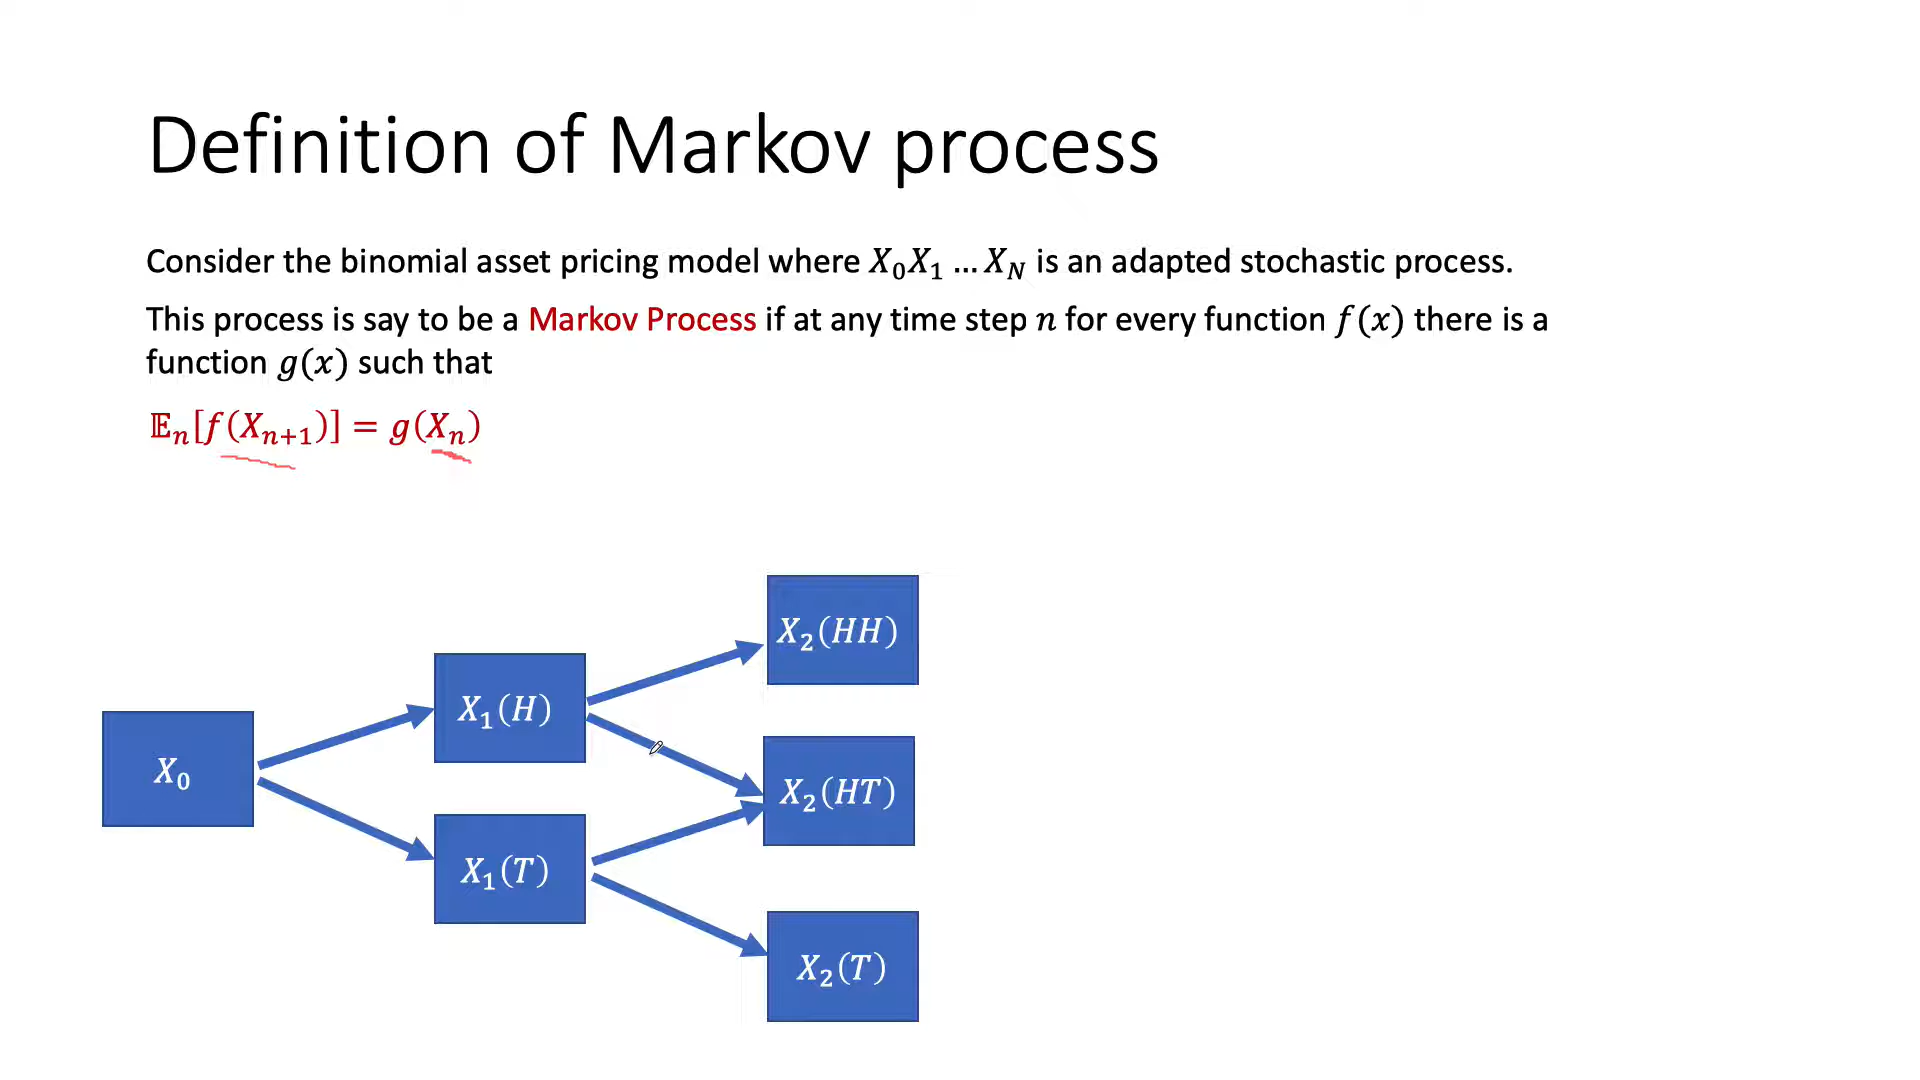 Definition of Markov process
Consider the binomial asset pricing model where X₀X₁ … X_N is an adapted stochastic process.
This process is say to be a Markov Process if at any time step n for every function f(x) there is a
function g(x) such that
𝔼ₙ[f(Xₙ₊₁)] = g(Xₙ)
X₂(HH)
X₁(H)
X₀
X₂(HT)
X₁(T)
X₂(T)